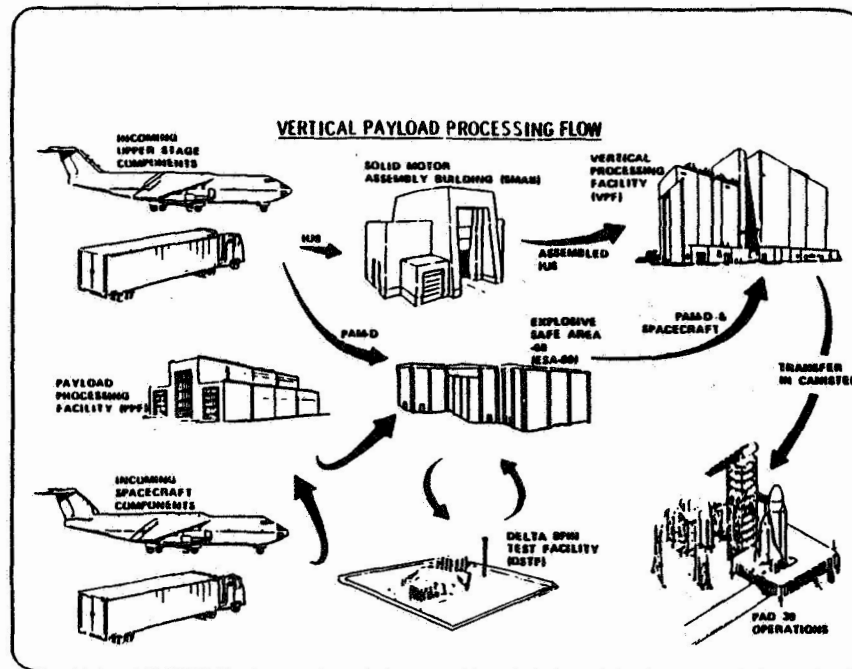 VERTICAL PAYLOAD PROCESSING FLOW
INCOMING
UPPER STAGE
COMPONENTS
SOLID MOTOR
ASSEMBLY BUILDING (SMAB)
VERTICAL
PROCESSING
FACILITY
(VPF)
IUS
ASSEMBLED
IUS
PAM-D
EXPLOSIVE
SAFE AREA
-60
(ESA-60)
PAM-D &
SPACECRAFT
TRANSFER
IN CANISTER
PAYLOAD
PROCESSING
FACILITY (PPF)
INCOMING
SPACECRAFT
COMPONENTS
DELTA SPIN
TEST FACILITY
(DSTF)
PAD 39
OPERATIONS